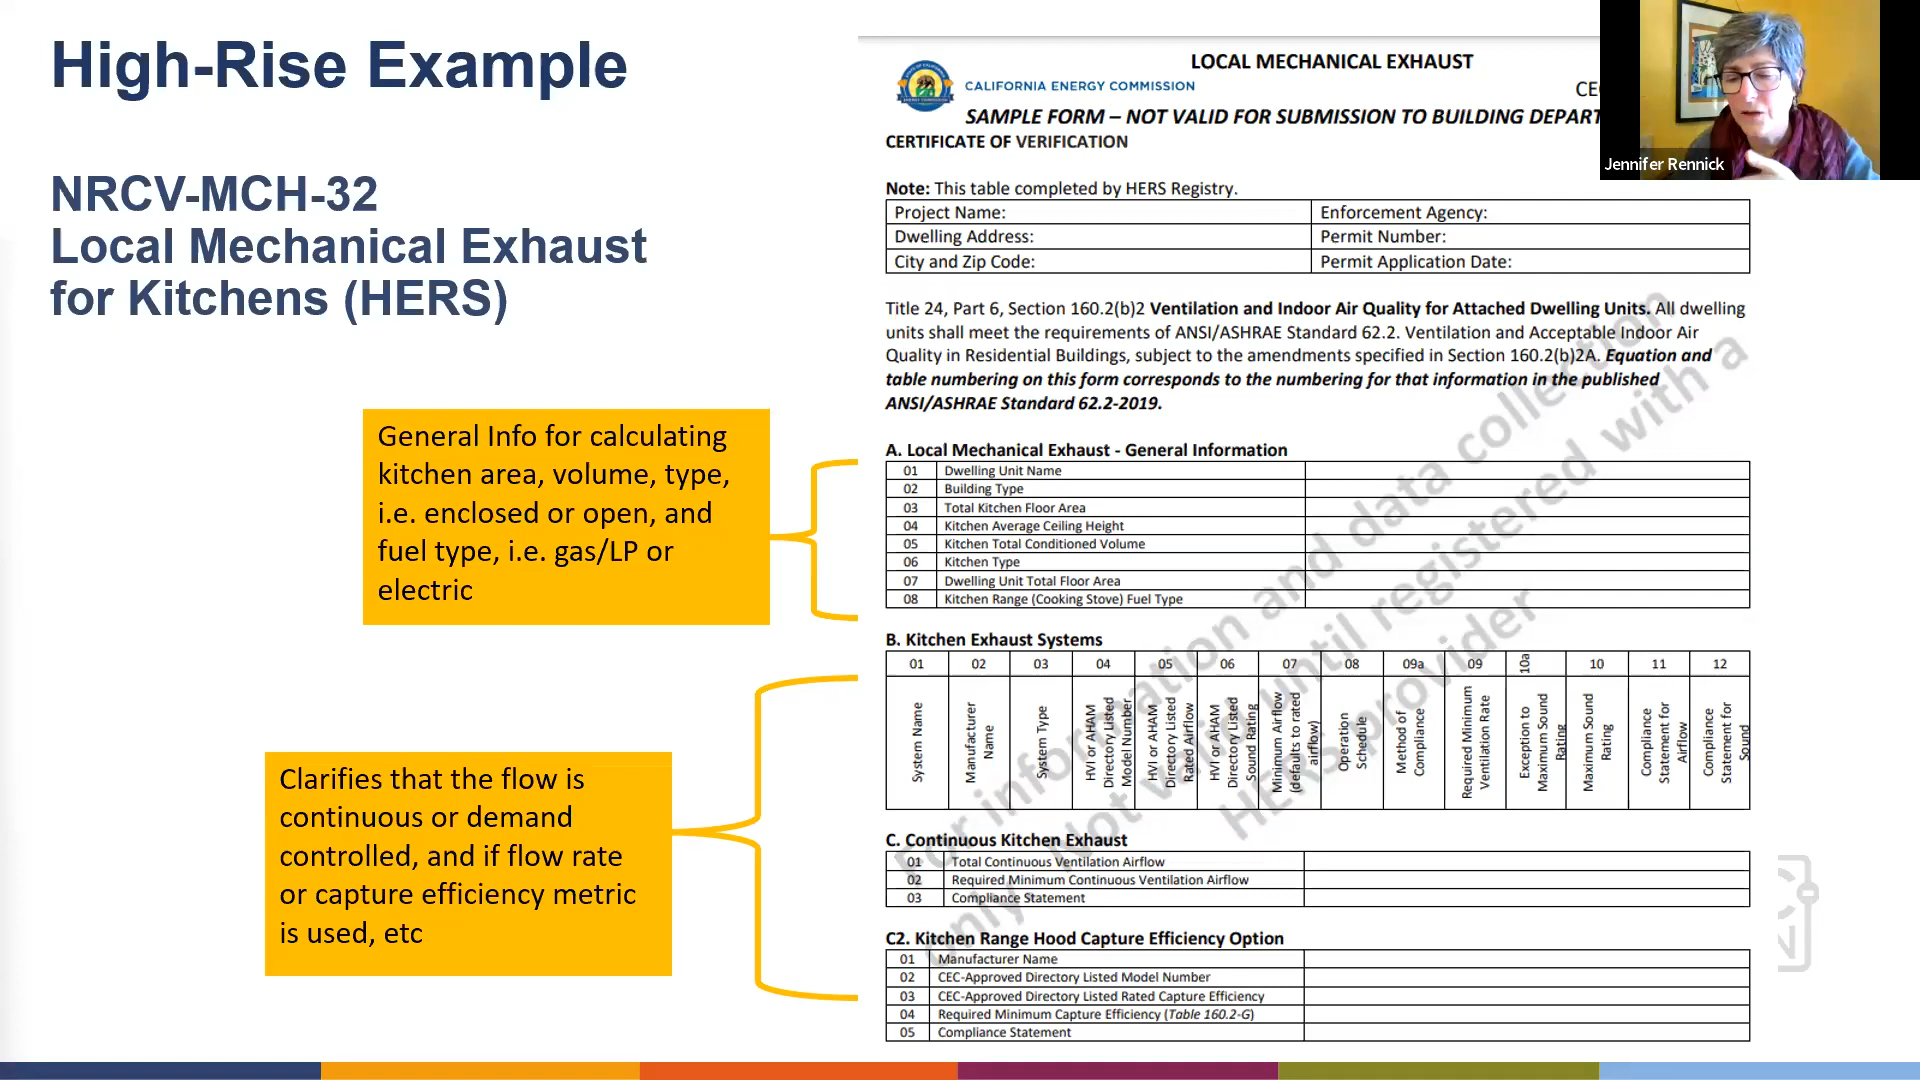 High-Rise Example
NRCV-MCH-32
Local Mechanical Exhaust
for Kitchens (HERS)
General Info for calculating
kitchen area, volume, type,
i.e. enclosed or open, and
fuel type, i.e. gas/LP or
electric
Clarifies that the flow is
continuous or demand
controlled, and if flow rate
or capture efficiency metric
is used, etc
LOCAL MECHANICAL EXHAUST
CALIFORNIA ENERGY COMMISSION
SAMPLE FORM – NOT VALID FOR SUBMISSION TO BUILDING
CERTIFICATE OF VERIFICATION
Jennifer Rennick
Note: This table completed by HERS Registry.
Project Name: Enforcement Agency:
Dwelling Address: Permit Number:
City and Zip Code: Permit Application Date:
Title 24, Part 6, Section 160.2(b)2 Ventilation and Indoor Air Quality for Attached Dwelling Units. All dwelling
units shall meet the requirements of ANSI/ASHRAE Standard 62.2. Ventilation and Acceptable Indoor Air
Quality in Residential Buildings, subject to the amendments specified in Section 160.2(b)2A. Equation and
table numbering on this form corresponds to the numbering for that information in the published
ANSI/ASHRAE Standard 62.2-2019.
A. Local Mechanical Exhaust - General Information
01 Dwelling Unit Name
02 Building Type
03 Total Kitchen Floor Area
04 Kitchen Average Ceiling Height
05 Kitchen Total Conditioned Volume
06 Kitchen Type
07 Dwelling Unit Total Floor Area
08 Kitchen Range (Cooking Stove) Fuel Type
B. Kitchen Exhaust Systems
01 02 03 04 05 06 07 08 09a 09 10a 10 11 12
System Name
Manufacturer
Name
System Type
HVI or AHAM
Directory Listed
Model Number
HVI or AHAM
Directory Listed
Rated Airflow
HVI or AHAM
Directory Listed
Sound Rating
Minimum Airflow
(defaults to rated
airflow)
Operation
Schedule
Method of
Compliance
Required Minimum
Ventilation Rate
Exception to
Maximum Sound
Rating
Maximum Sound
Rating
Compliance
Statement for
Airflow
Compliance
Statement for
Sound
C. Continuous Kitchen Exhaust
01 Total Continuous Ventilation Airflow
02 Required Minimum Continuous Ventilation Airflow
03 Compliance Statement
C2. Kitchen Range Hood Capture Efficiency Option
01 Manufacturer Name
02 CEC-Approved Directory Listed Model Number
03 CEC-Approved Directory Listed Rated Capture Efficiency
04 Required Minimum Capture Efficiency (Table 160.2-G)
05 Compliance Statement
For information and data collection
only. Not valid until registered with a
HERS provider